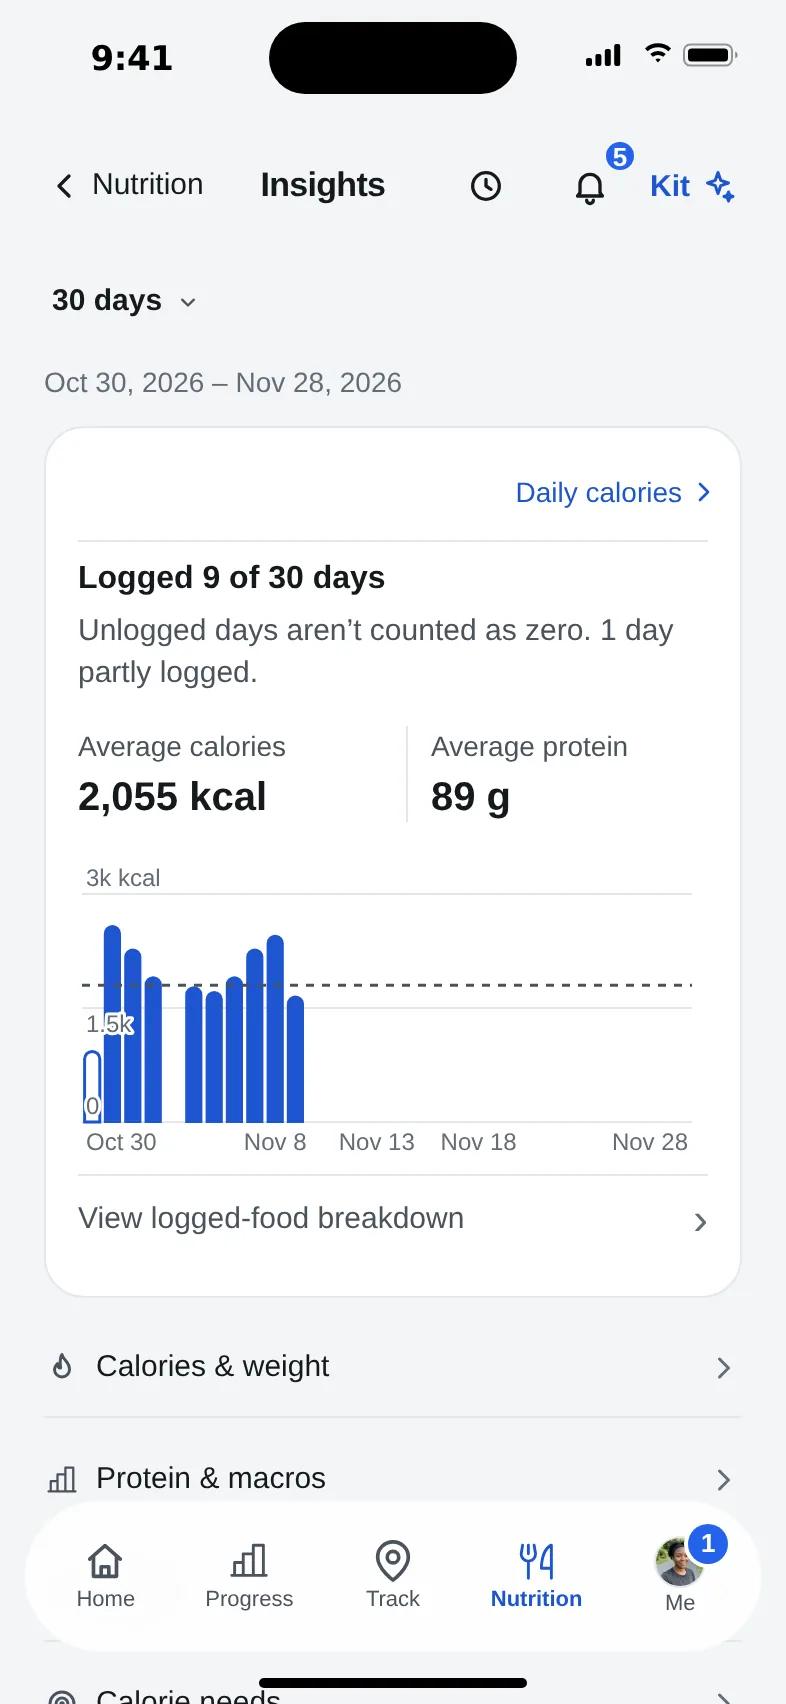 9:41
Nutrition
Insights
5
Kit
30 days
Oct 30, 2026 – Nov 28, 2026
Daily calories
Logged 9 of 30 days
Unlogged days aren’t counted as zero. 1 day
partly logged.
Average calories
Average protein
2,055 kcal
89 g
3k kcal
1.5k
0
Oct 30
Nov 8
Nov 13
Nov 18
Nov 28
View logged-food breakdown
Calories & weight
Protein & macros
Home
Progress
Track
Nutrition
1
Me
Calorie needs